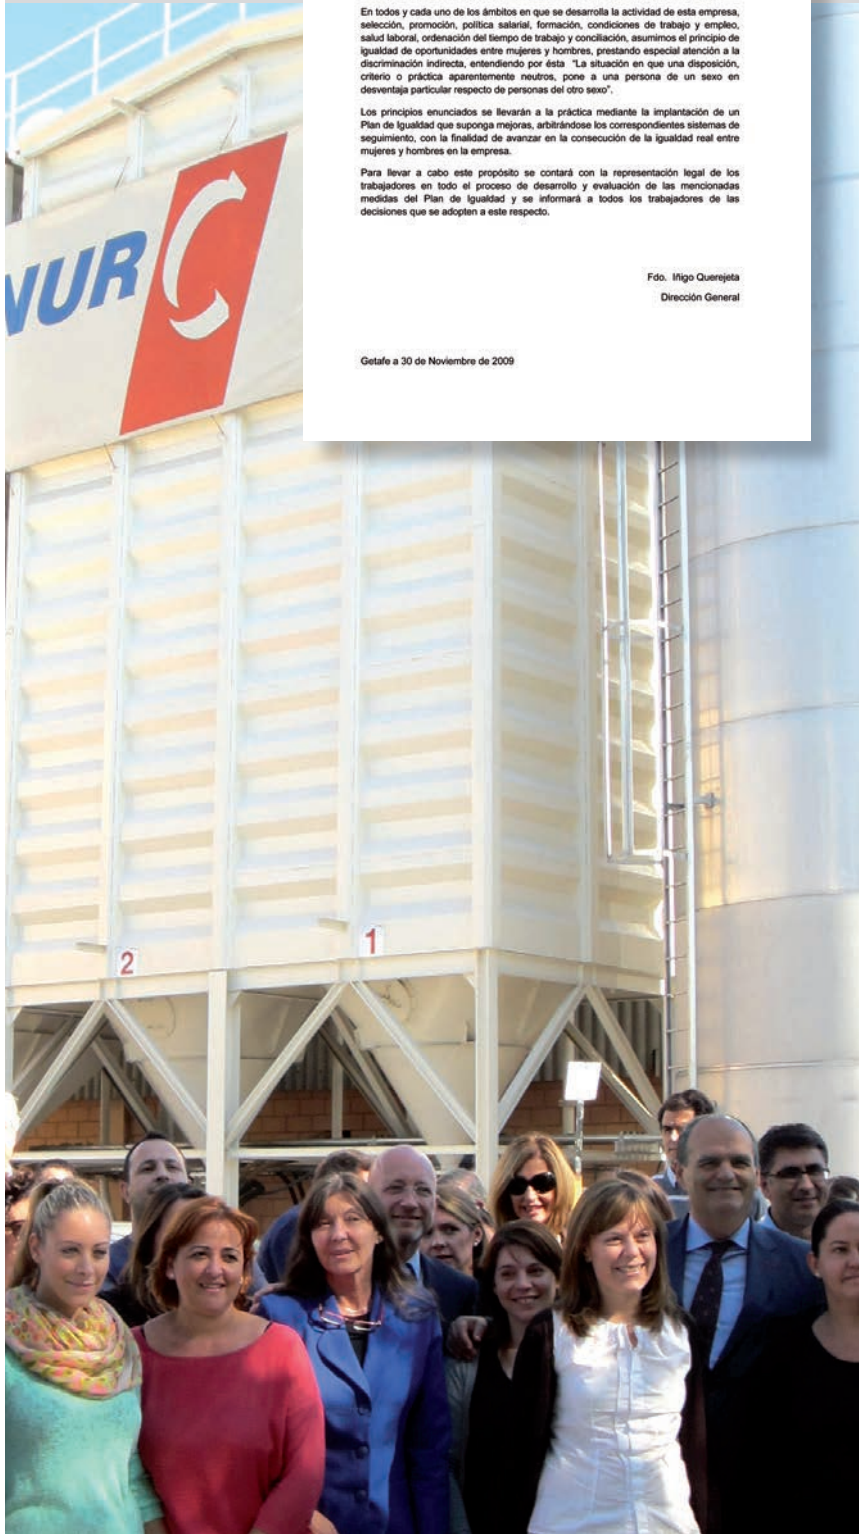 En todos y cada uno de los ámbitos en que se desarrolla la actividad de esta empresa,
selección, promoción, política salarial, formación, condiciones de trabajo y empleo,
salud laboral, ordenación del tiempo de trabajo y conciliación, asumimos el principio de
igualdad de oportunidades entre mujeres y hombres, prestando especial atención a la
discriminación indirecta, entendiendo por ésta "La situación en que una disposición,
criterio o práctica aparentemente neutros, pone a una persona de un sexo en
desventaja particular respecto de personas del otro sexo".
Los principios enunciados se llevarán a la práctica mediante la implantación de un
Plan de Igualdad que suponga mejoras, arbitrándose los correspondientes sistemas de
seguimiento, con la finalidad de avanzar en la consecución de la igualdad real entre
mujeres y hombres en la empresa.
Para llevar a cabo este propósito se contará con la representación legal de los
trabajadores en todo el proceso de desarrollo y evaluación de las mencionadas
medidas del Plan de Igualdad y se informará a todos los trabajadores de las
decisiones que se adopten a este respecto.
Fdo. Iñigo Querejeta
Dirección General
Getafe a 30 de Noviembre de 2009
NUR
2
1